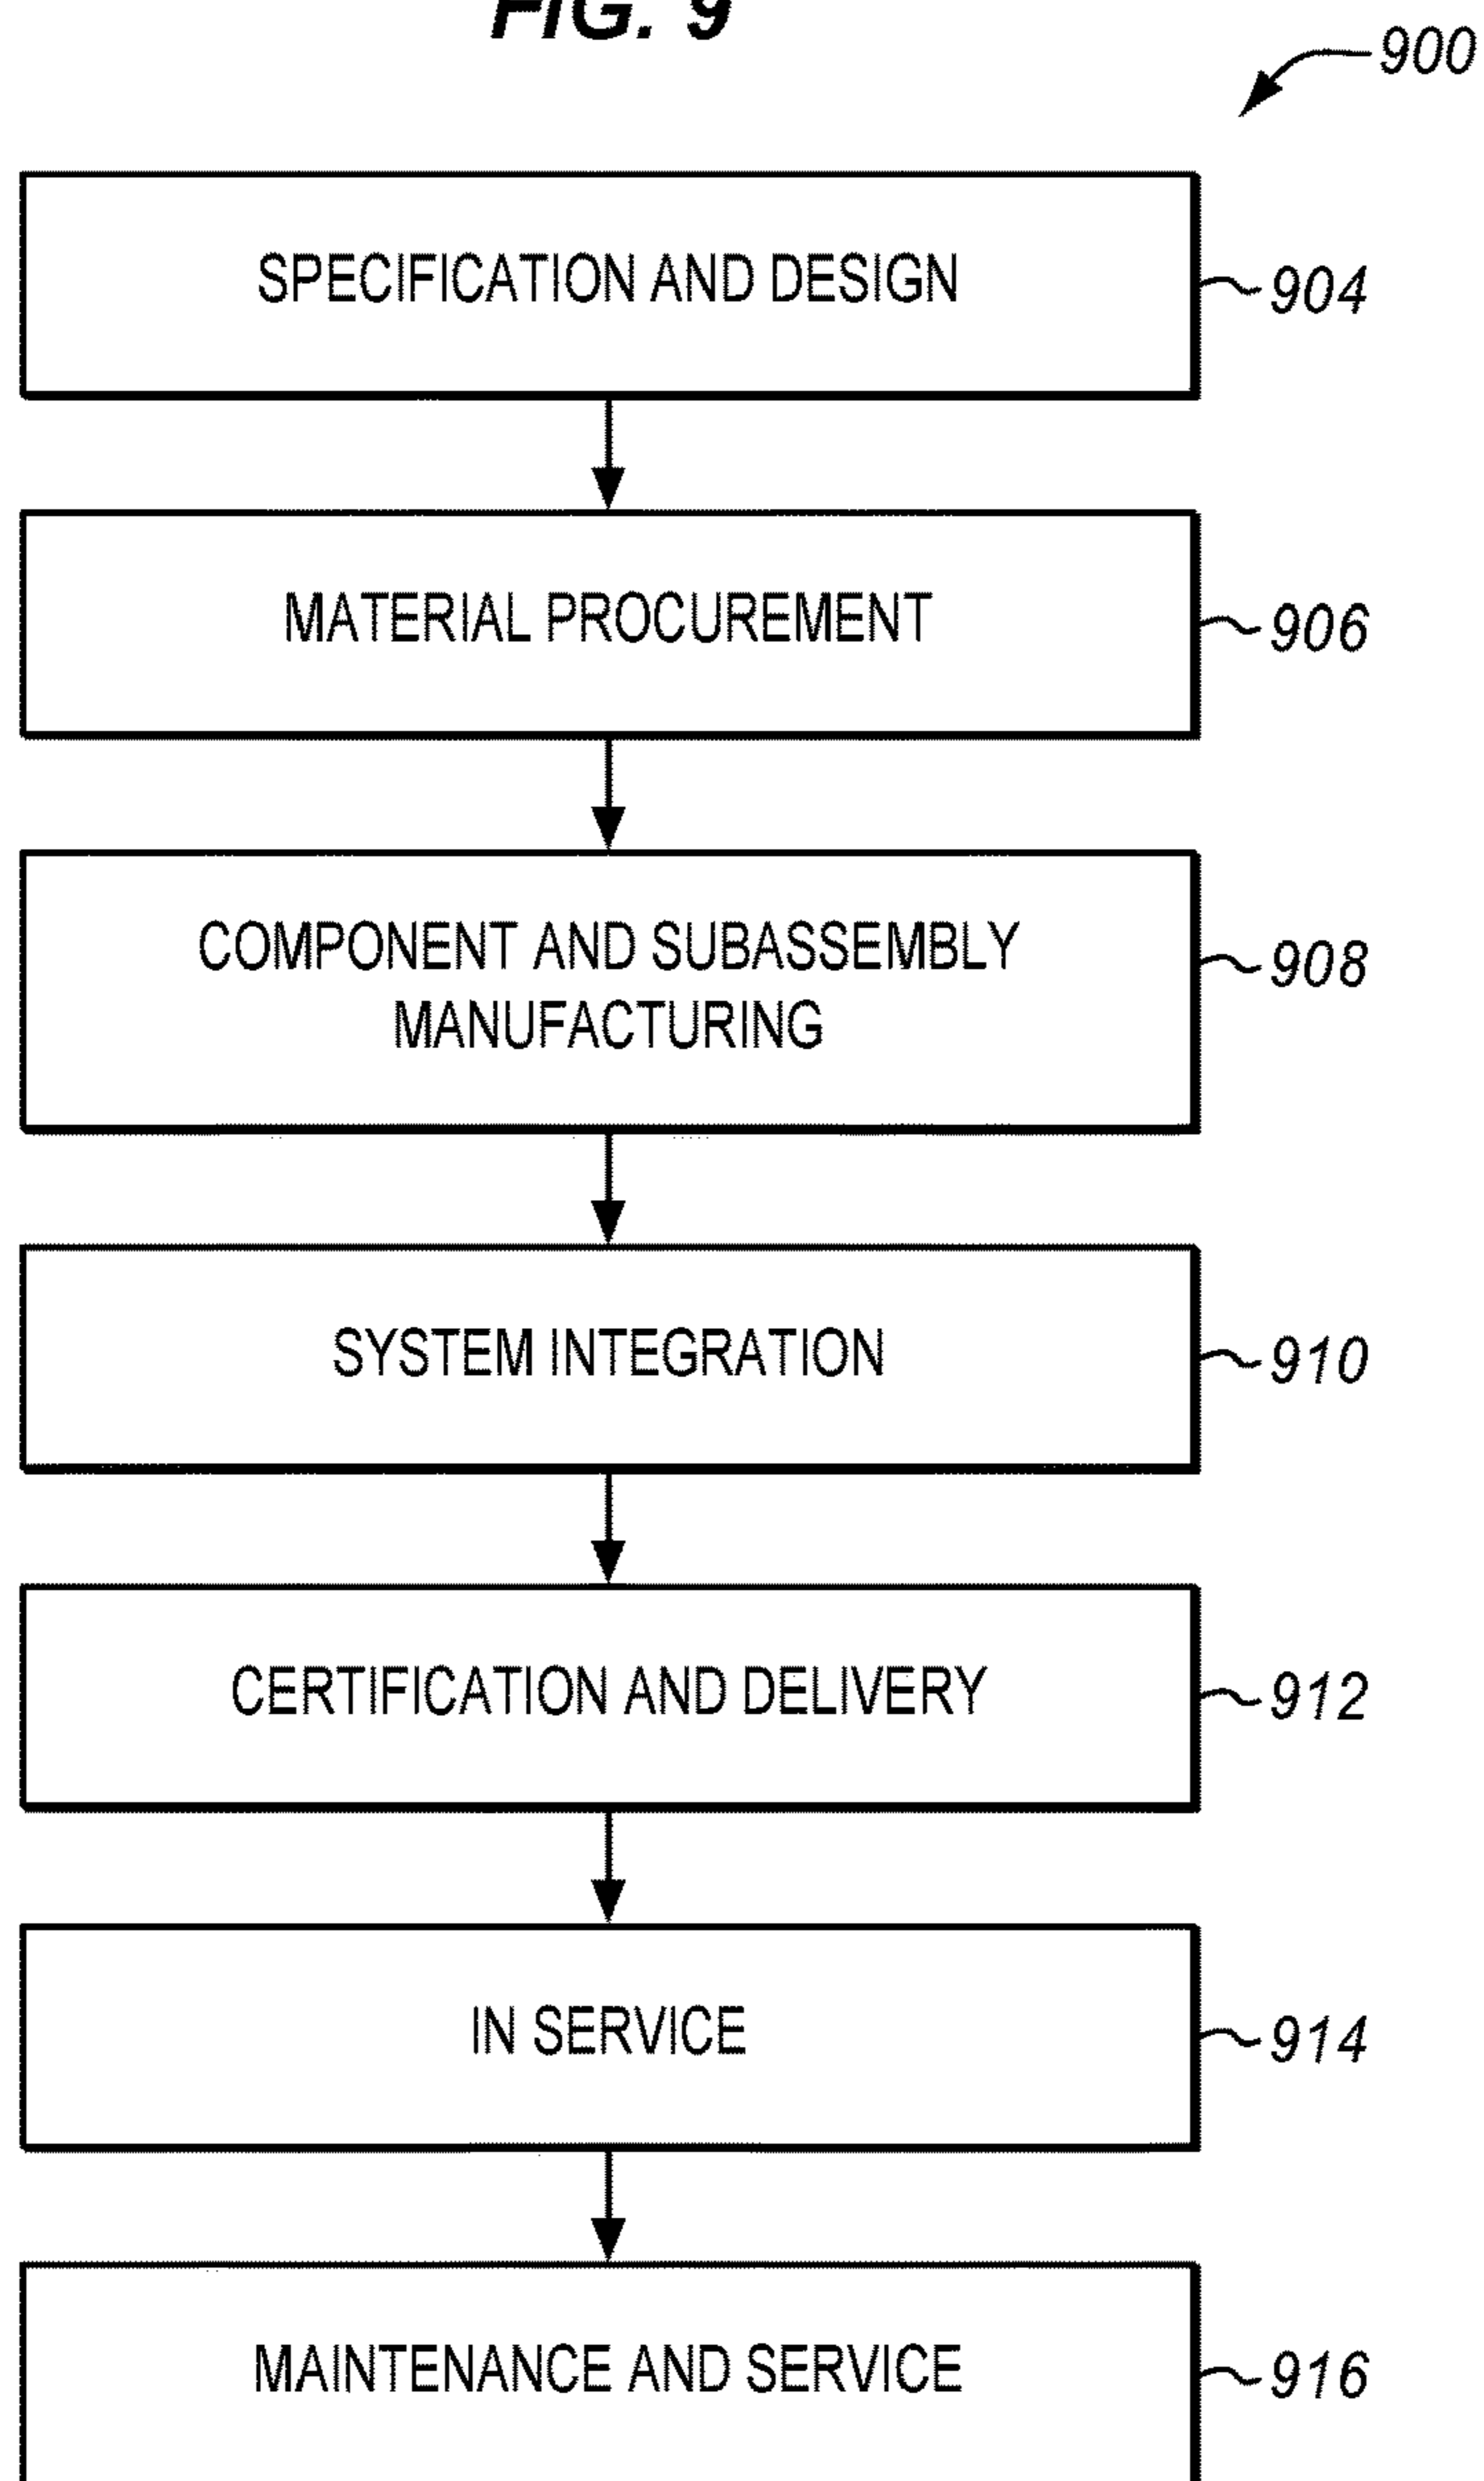 FIG. 9
900
SPECIFICATION AND DESIGN
904
MATERIAL PROCUREMENT
906
COMPONENT AND SUBASSEMBLY
MANUFACTURING
908
SYSTEM INTEGRATION
910
CERTIFICATION AND DELIVERY
912
IN SERVICE
914
MAINTENANCE AND SERVICE
916